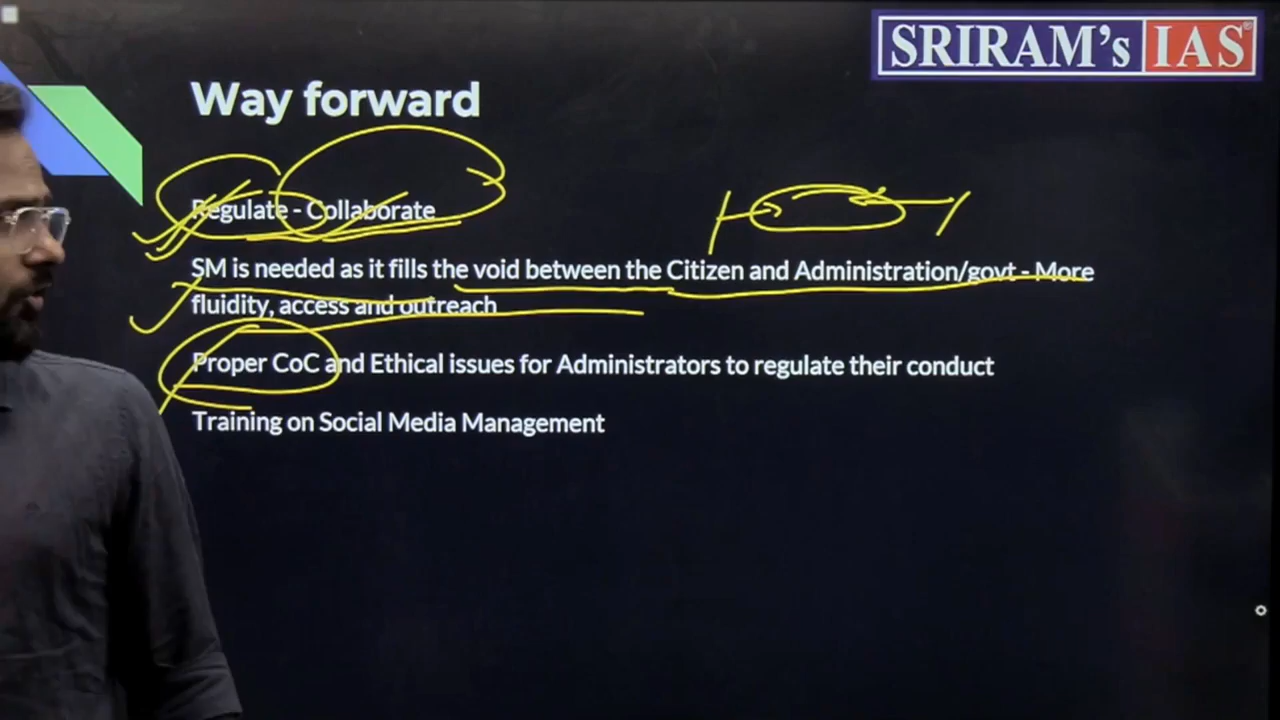 SRIRAM's IAS
Way forward
Regulate - Collaborate
SM is needed as it fills the void between the Citizen and Administration/govt - More
fluidity, access and outreach
Proper CoC and Ethical issues for Administrators to regulate their conduct
Training on Social Media Management